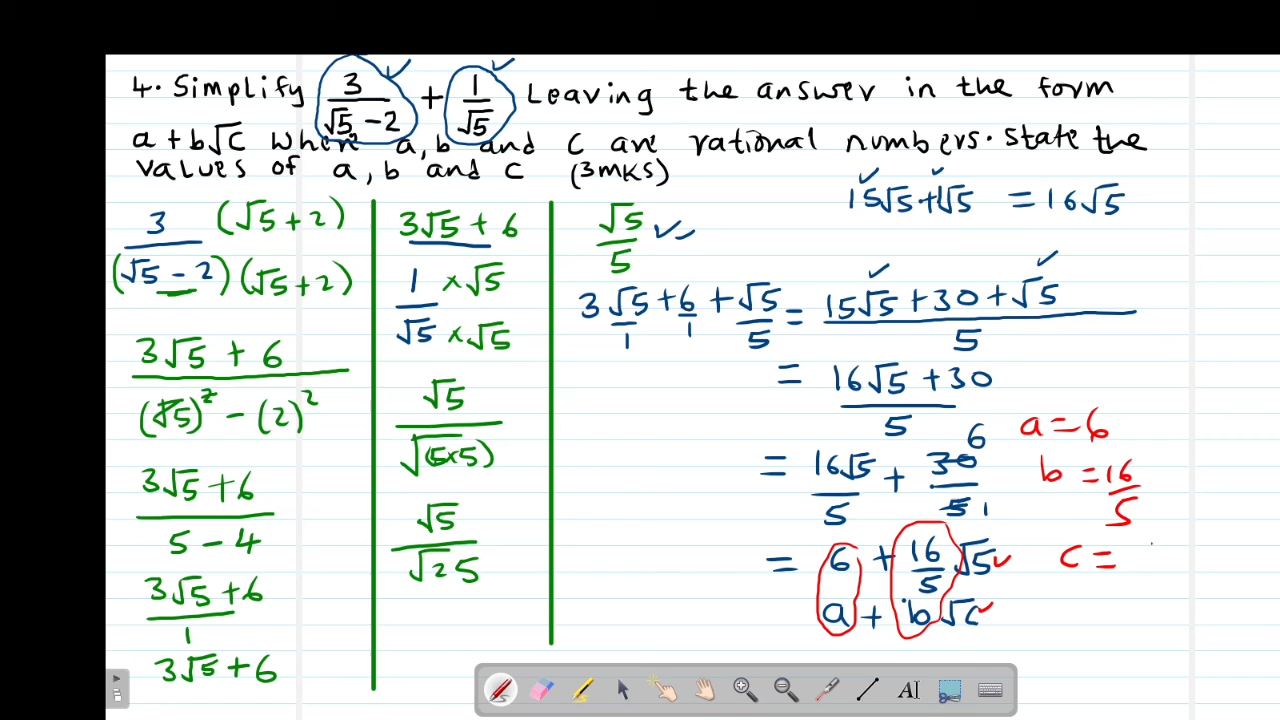 4. Simplify 3/(√5 - 2) + 1/√5 Leaving the answer in the form
a + b√c where a, b and c are rational numbers. State the
values of a, b and c (3mks)
3 (√5 + 2)
(√5 - 2) (√5 + 2)
3√5 + 6
(√5)² - (2)²
3√5 + 6
5 - 4
3√5 + 6
1
3√5 + 6
3√5 + 6
1 × √5
√5 × √5
√5
√(5×5)
√5
√25
√5
5
15√5 + 1√5 = 16√5
3√5/1 + 6/1 + √5/5 = (15√5 + 30 + √5)/5
= (16√5 + 30)/5
= 16√5/5 + 30/5 6 1
= 6 + 16/5 √5
a + b√c
a = 6
b = 16/5
c =
AI